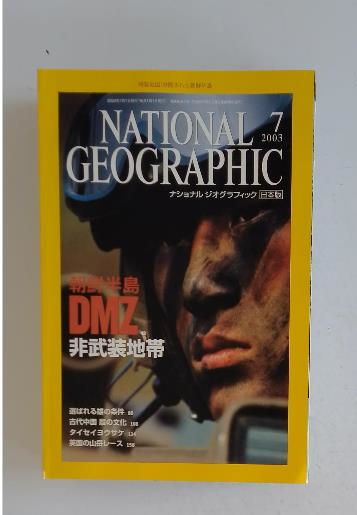 NATIONAL
GEOGRAPHIC
7
2003
ナショナル ジオグラフィック 日本版
朝鮮半島
DMZ
非武装地帯
選ばれる雄の条件
古代中国 殷の文化
タイセイヨウサケ 134
英国の山岳レース